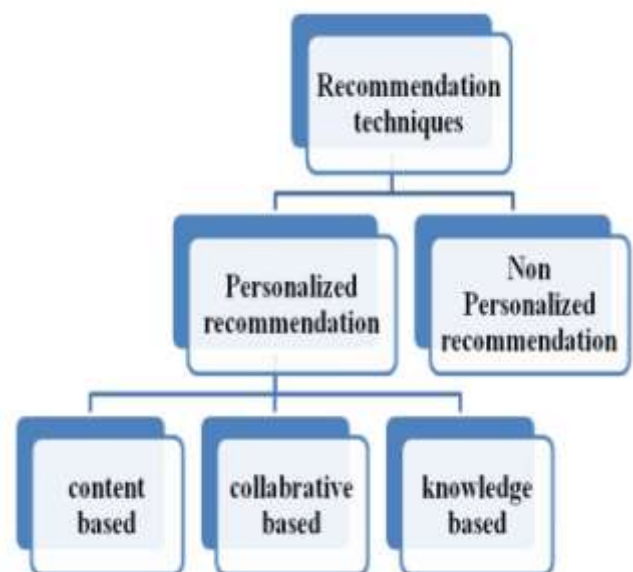 Recommendation
techniques
Personalized
recommendation
Non
Personalized
recommendation
content
based
collabrative
based
knowledge
based